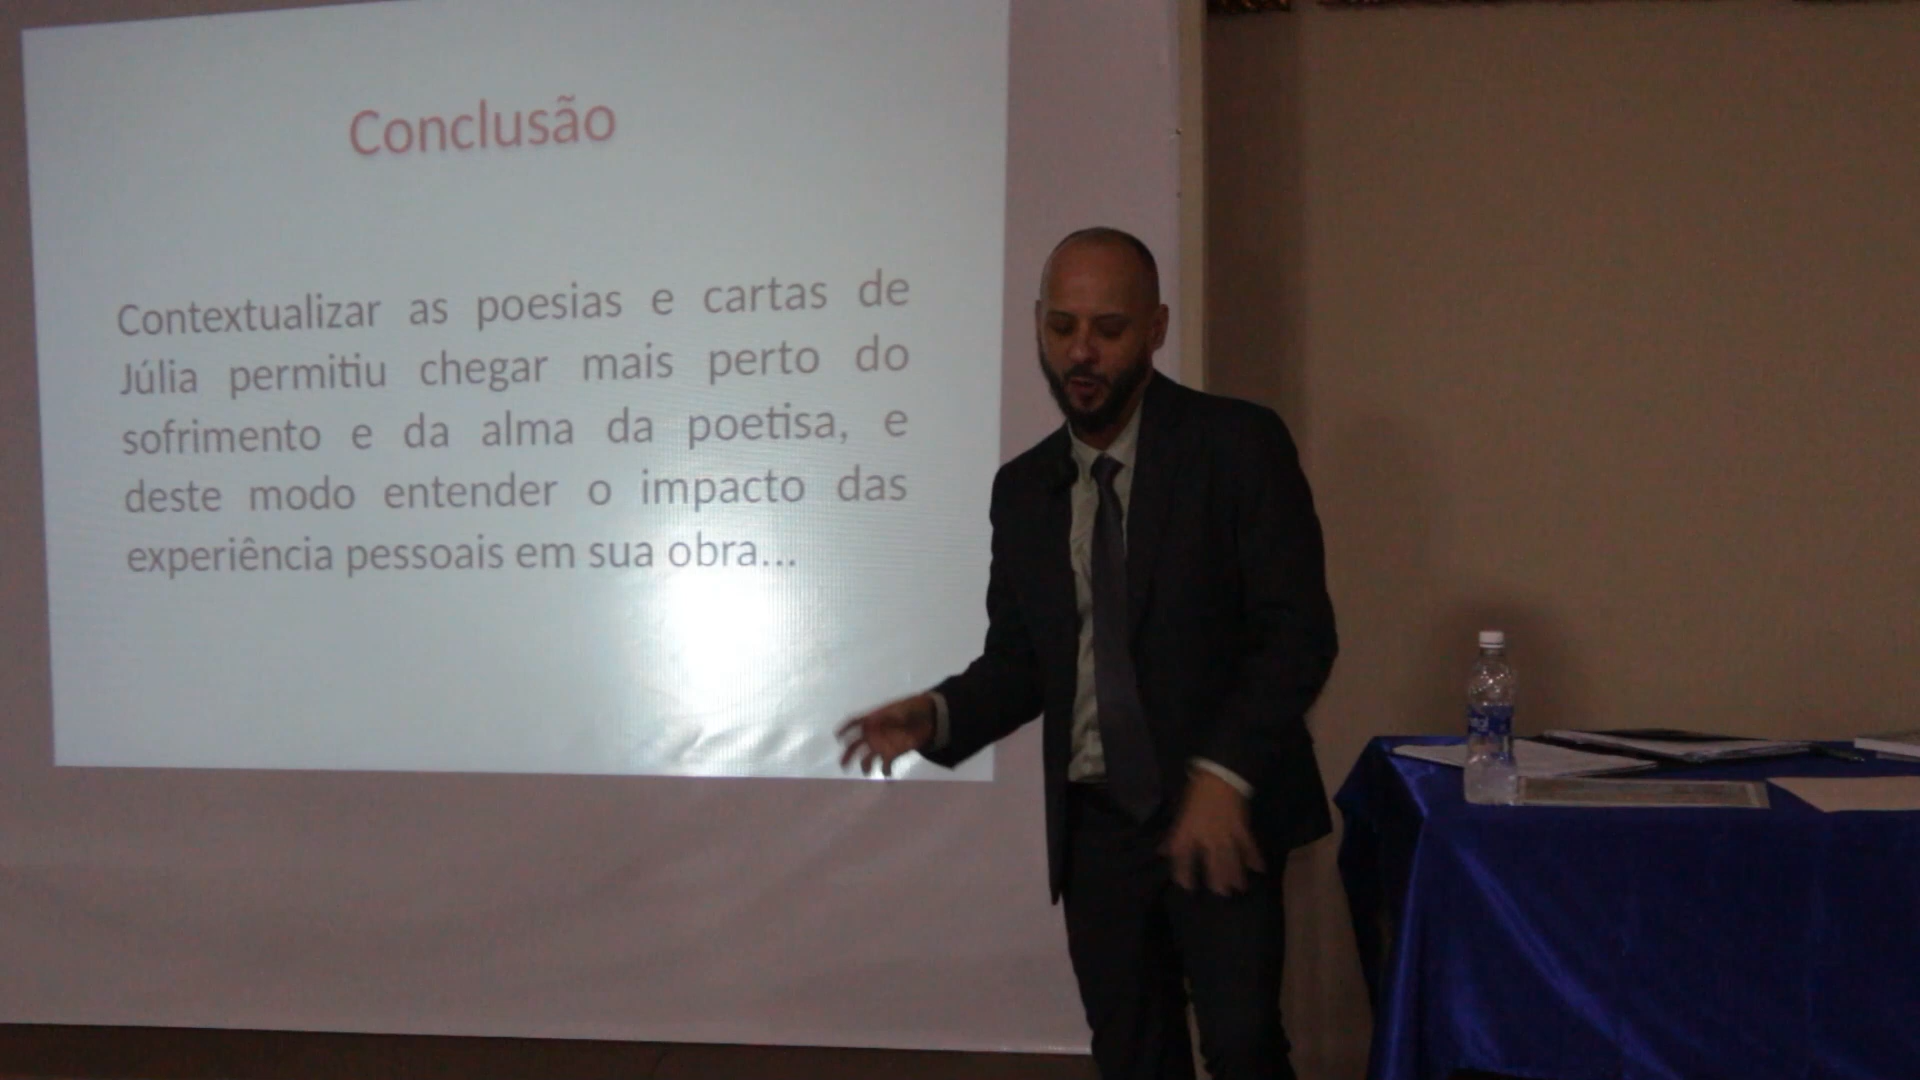 Conclusão
Contextualizar as poesias e cartas de
Júlia permitiu chegar mais perto do
sofrimento e da alma da poetisa, e
deste modo entender o impacto das
experiência pessoais em sua obra...